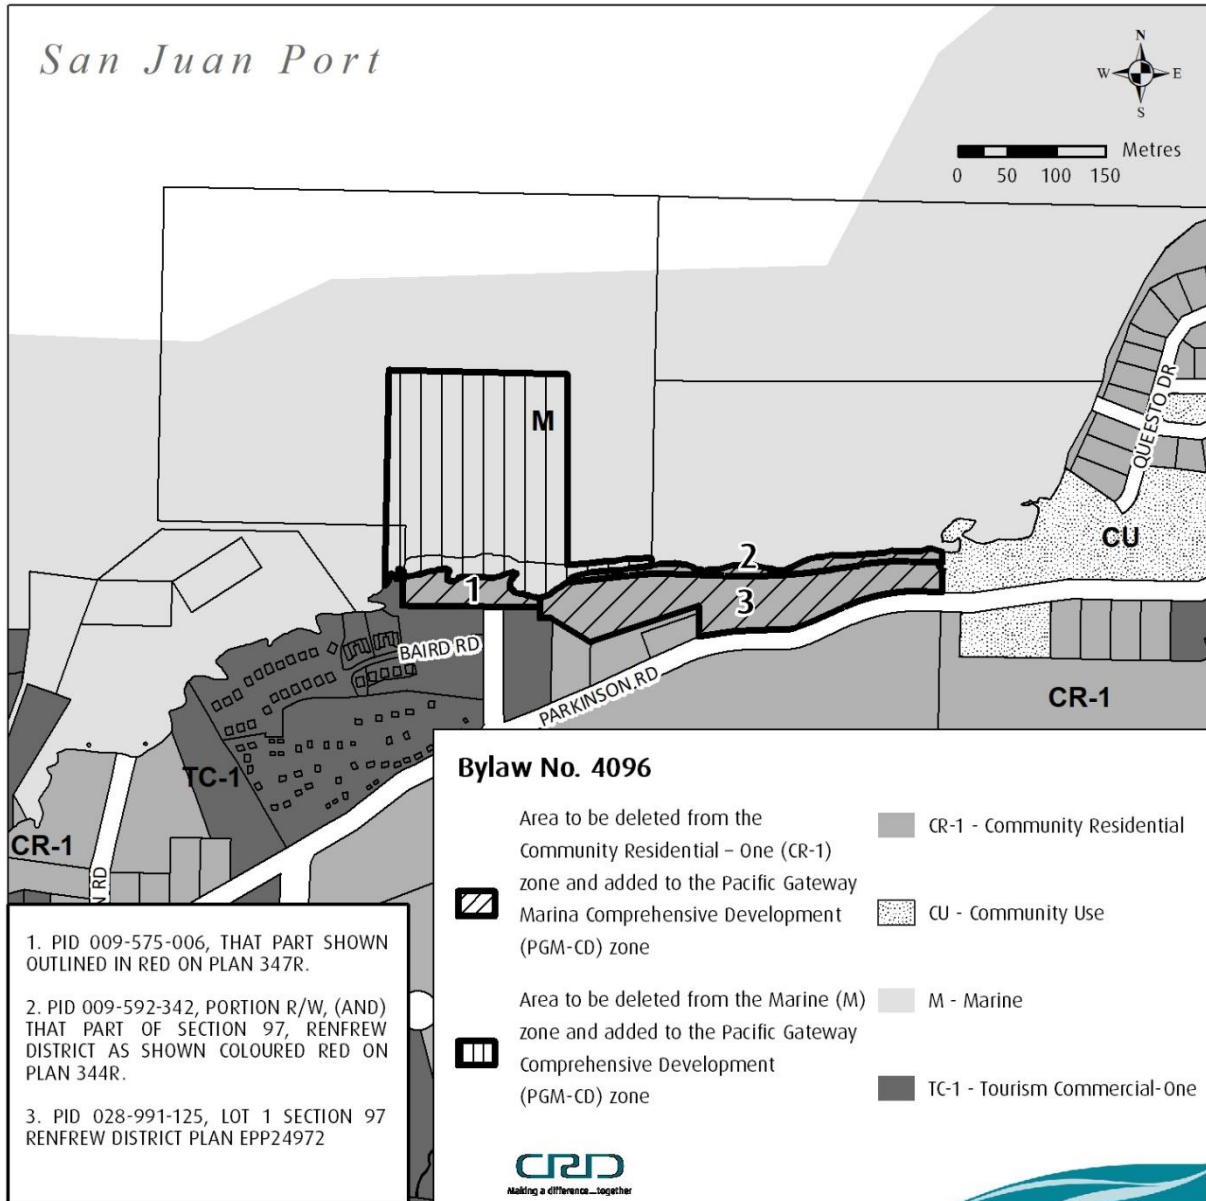 San Juan Port
N
W E
S
Metres
0 50 100 150
M
QUEESTO DR
CU
2
1
3
BAIRD RD
PARKINSON RD
CR-1
TC-1
CR-1
RD
Bylaw No. 4096
Area to be deleted from the
Community Residential – One (CR-1)
zone and added to the Pacific Gateway
Marina Comprehensive Development
(PGM-CD) zone
Area to be deleted from the Marine (M)
zone and added to the Pacific Gateway
Comprehensive Development
(PGM-CD) zone
CR-1 - Community Residential
CU - Community Use
M - Marine
TC-1 - Tourism Commercial-One
1. PID 009-575-006, THAT PART SHOWN
OUTLINED IN RED ON PLAN 347R.
2. PID 009-592-342, PORTION R/W, (AND)
THAT PART OF SECTION 97, RENFREW
DISTRICT AS SHOWN COLOURED RED ON
PLAN 344R.
3. PID 028-991-125, LOT 1 SECTION 97
RENFREW DISTRICT PLAN EPP24972
CRD
Making a difference...together